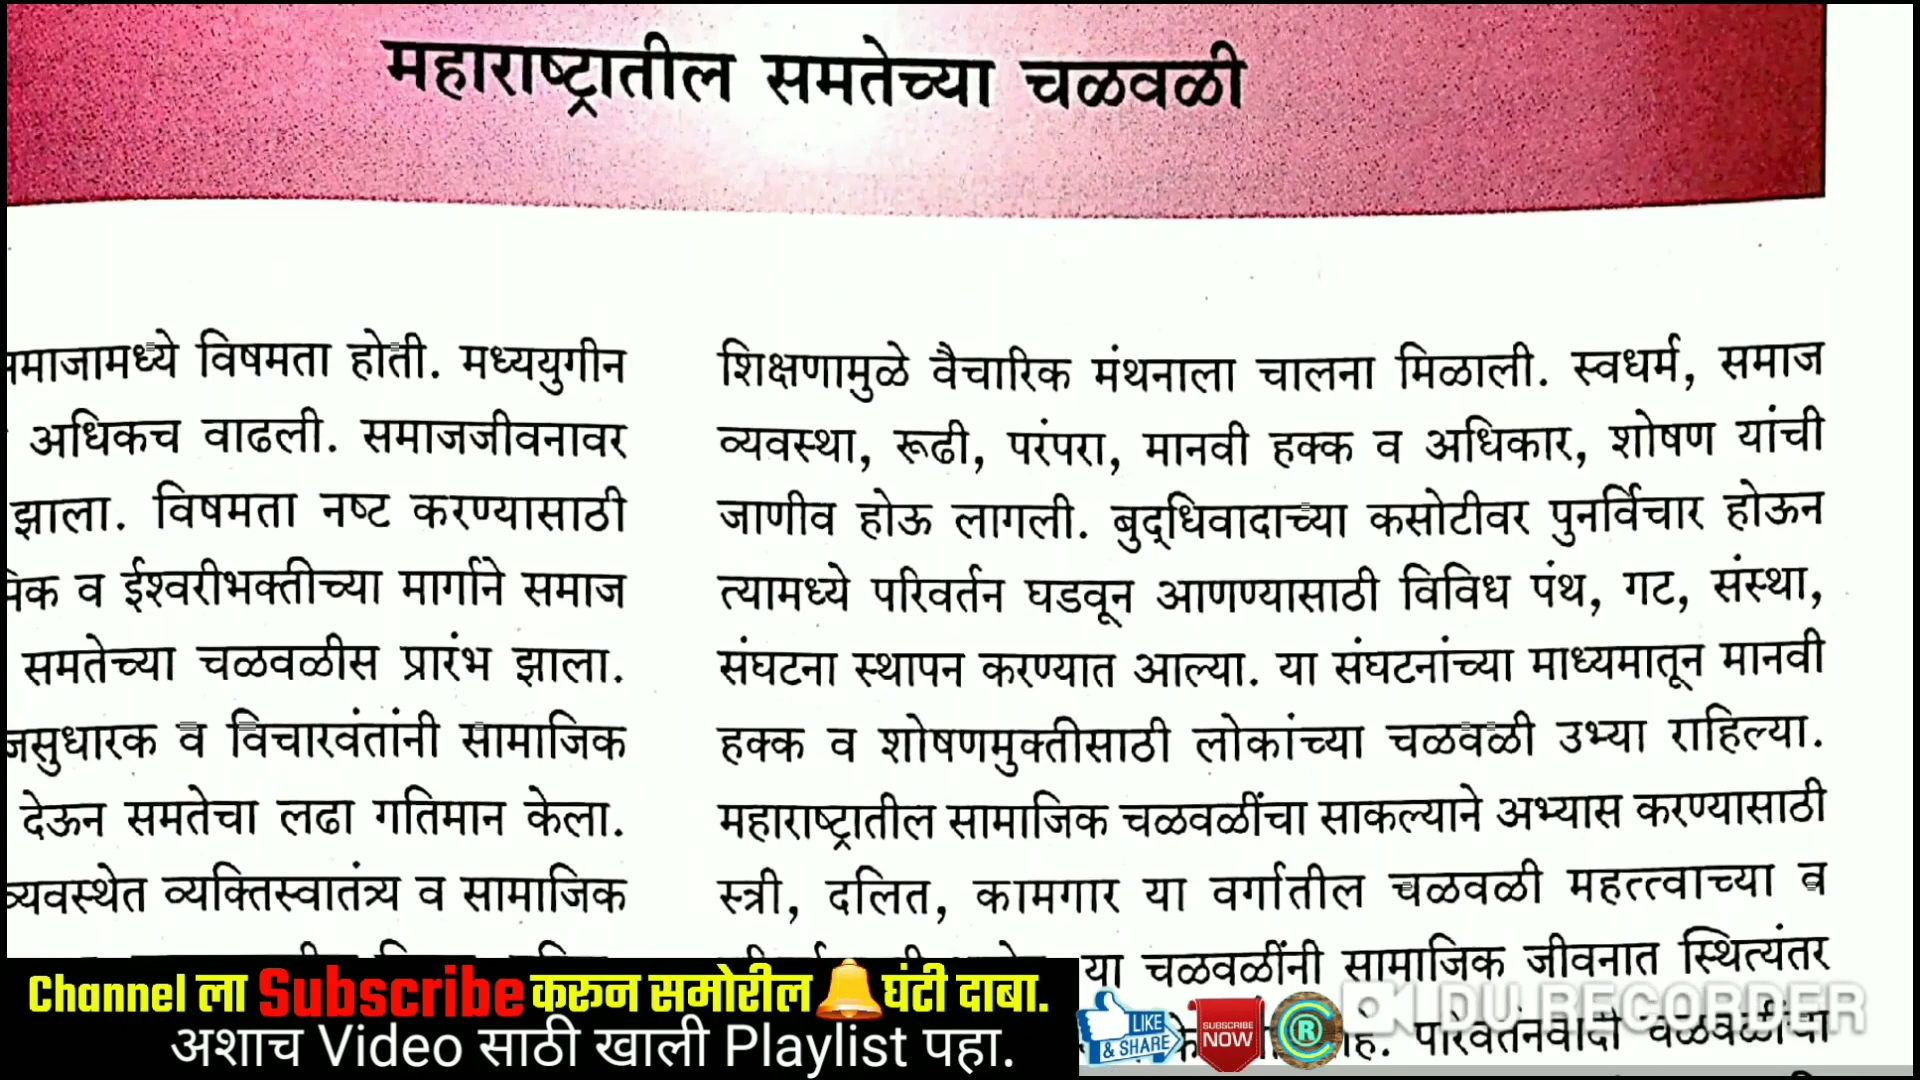 महाराष्ट्रातील समतेच्या चळवळी
विषमता होती. मध्ययुगीन
अधिकच वाढली. समाजजीवनावर
झाला. विषमता नष्ट करण्यासाठी
व ईश्वरीभक्तीच्या मार्गाने समाज
समतेच्या चळवळीस प्रारंभ झाला.
व विचारवंतांनी सामाजिक
देऊन समतेचा लढा गतिमान केला.
व्यवस्थेत व्यक्तिस्वातंत्र्य व सामाजिक
शिक्षणामुळे वैचारिक मंथनाला चालना मिळाली. स्वधर्म, समाज
व्यवस्था, रूढी, परंपरा, मानवी हक्क व अधिकार, शोषण यांची
जाणीव होऊ लागली. बुद्‌धिवादाच्या कसोटीवर पुनर्विचार होऊन
त्यामध्ये परिवर्तन घडवून आणण्यासाठी विविध पंथ, गट, संस्था,
संघटना स्थापन करण्यात आल्या. या संघटनांच्या माध्यमातून मानवी
हक्क व शोषणमुक्तीसाठी लोकांच्या चळवळी उभ्या राहिल्या.
महाराष्ट्रातील सामाजिक चळवळींचा साकल्याने अभ्यास करण्यासाठी
स्त्री, दलित, कामगार या वर्गातील चळवळी महत्त्वाच्या व
या चळवळींनी सामाजिक जीवनात स्थित्यंतर
परिवर्तनवादी चळवळींचा
Channel ला Subscribe करून समोरील घंटी दाबा.
अशाच Video साठी खाली Playlist पहा.
LIKE
& SHARE
SUBSCRIBE
NOW
R
DU RECORDER